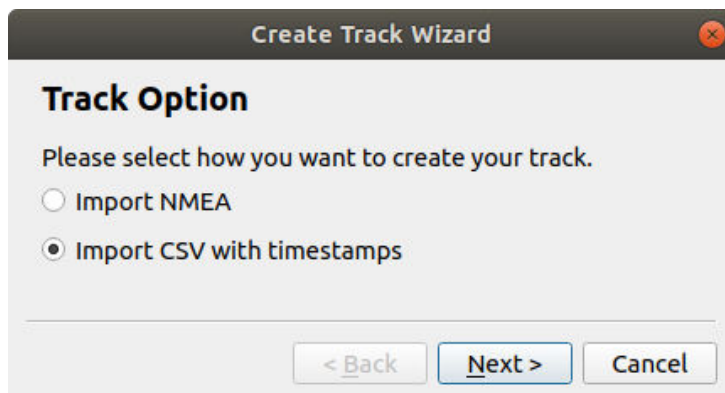 Create Track Wizard
Track Option
Please select how you want to create your track.
Import NMEA
Import CSV with timestamps
< Back Next > Cancel